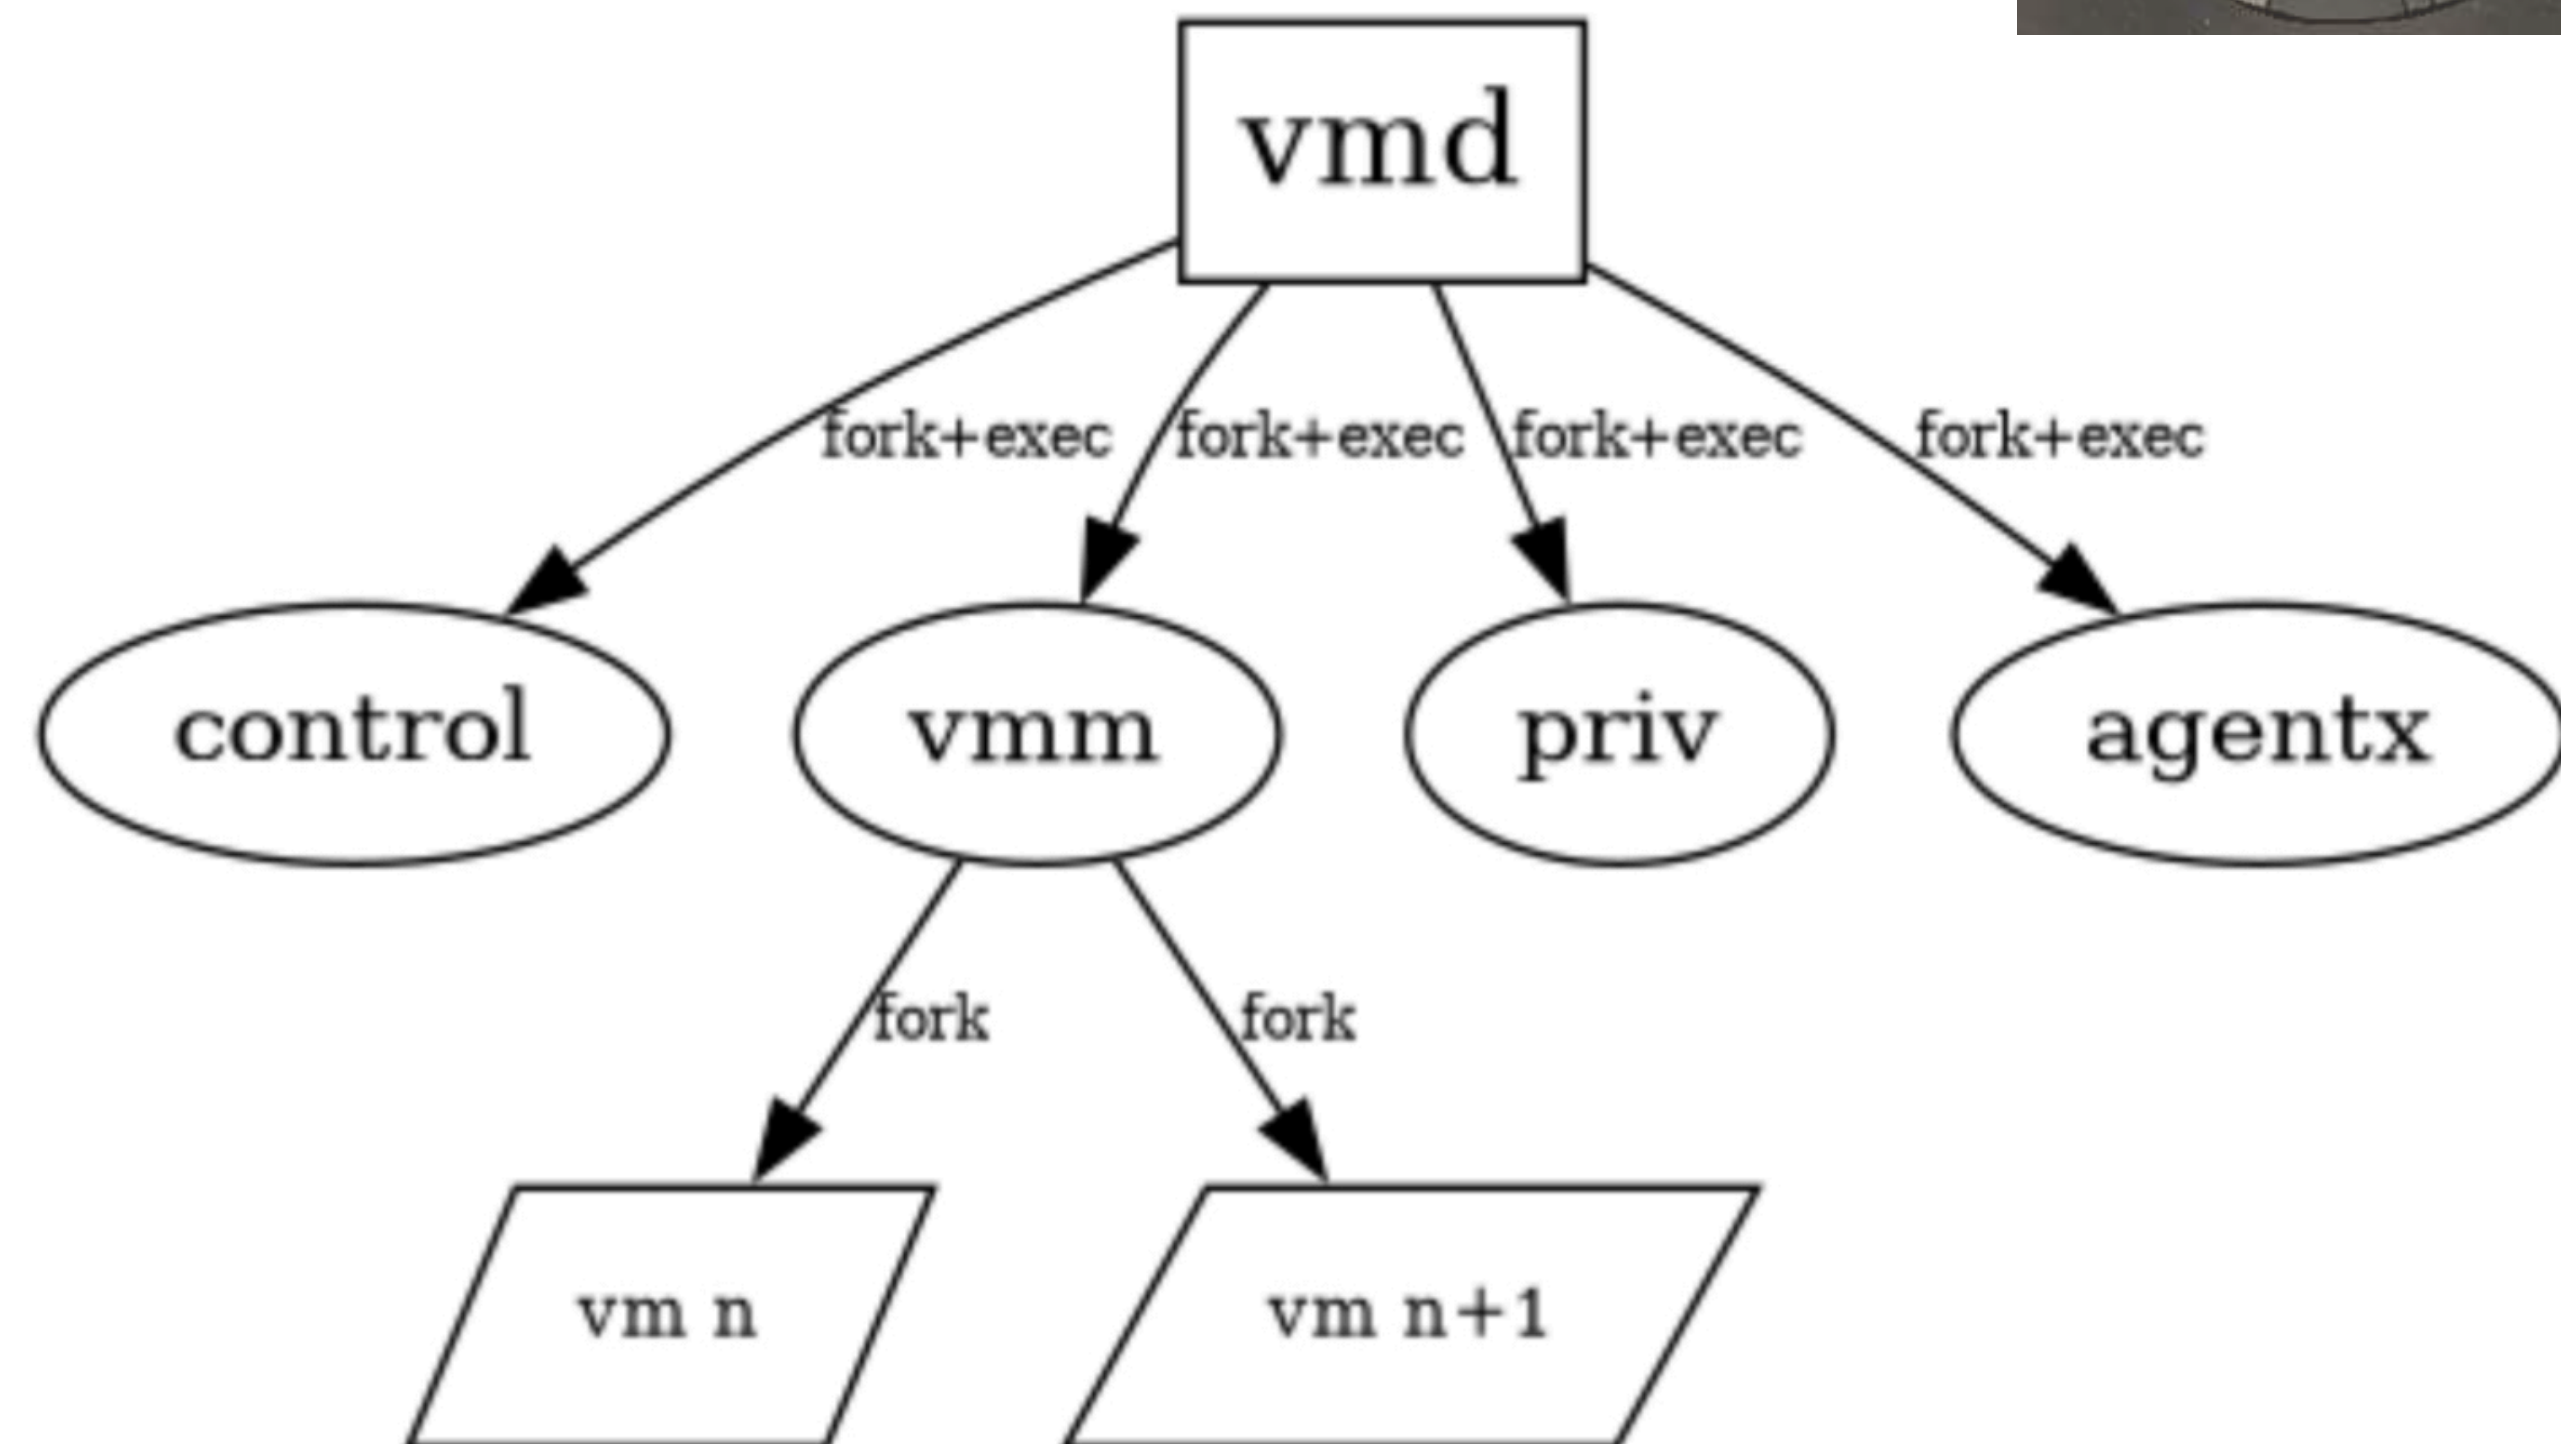 vmd
fork+exec
fork+exec
fork+exec
fork+exec
control
vmm
priv
agentx
fork
fork
vm n
vm n+1